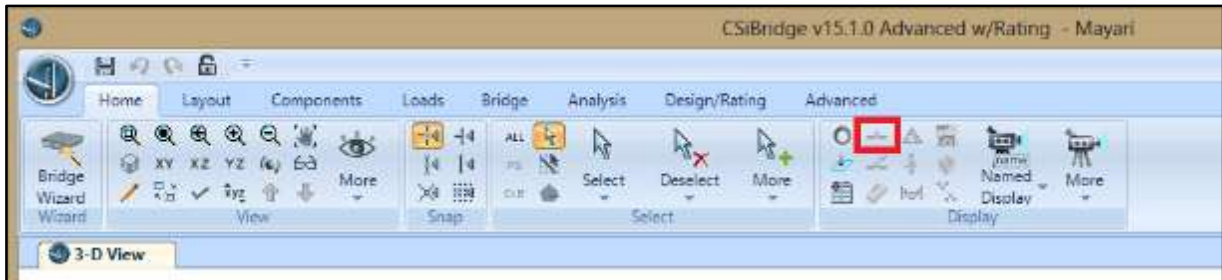 CSiBridge v15.1.0 Advanced w/Rating - Mayari
Home Layout Components Loads Bridge Analysis Design/Rating Advanced
ALL
XY XZ YZ
Bridge Wizard
More
Select
Deselect
More
name
Named Display
More
Wizard View Snap Select Display
3-D View